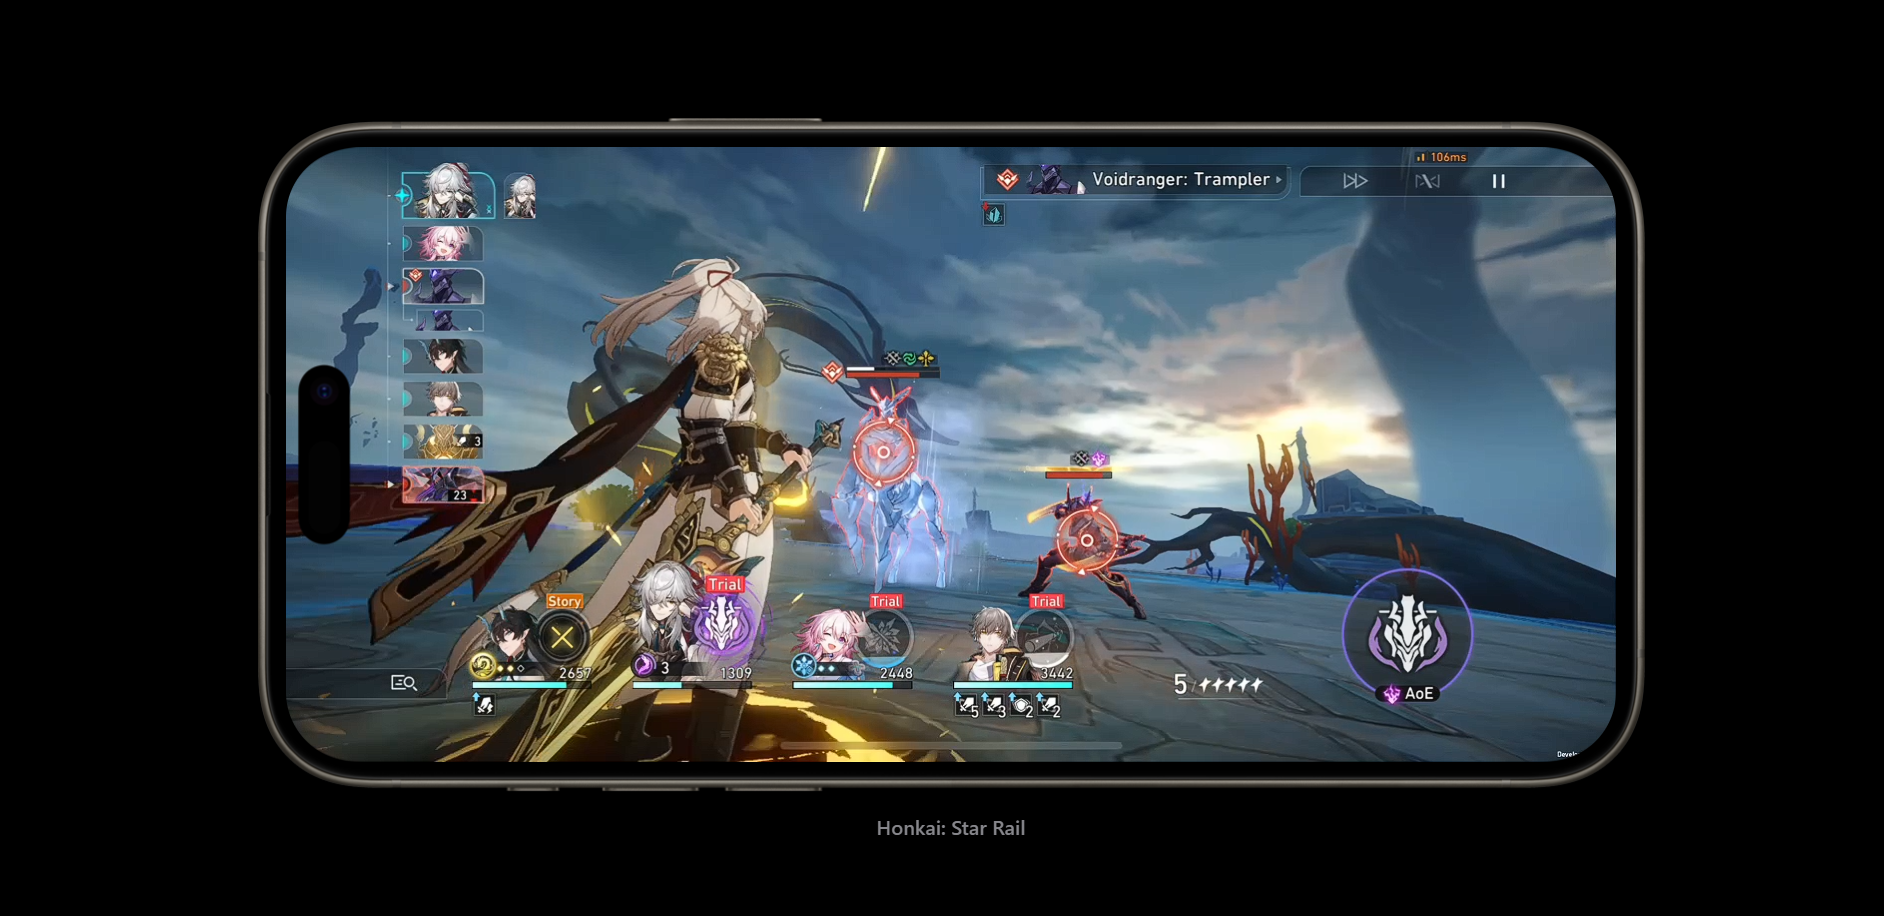 106ms
Voidranger: Trampler
3
23
Story
Trial
Trial
Trial
3
2657
1309
2448
3442
5
3
2
2
5/
AoE
Develo
Honkai: Star Rail